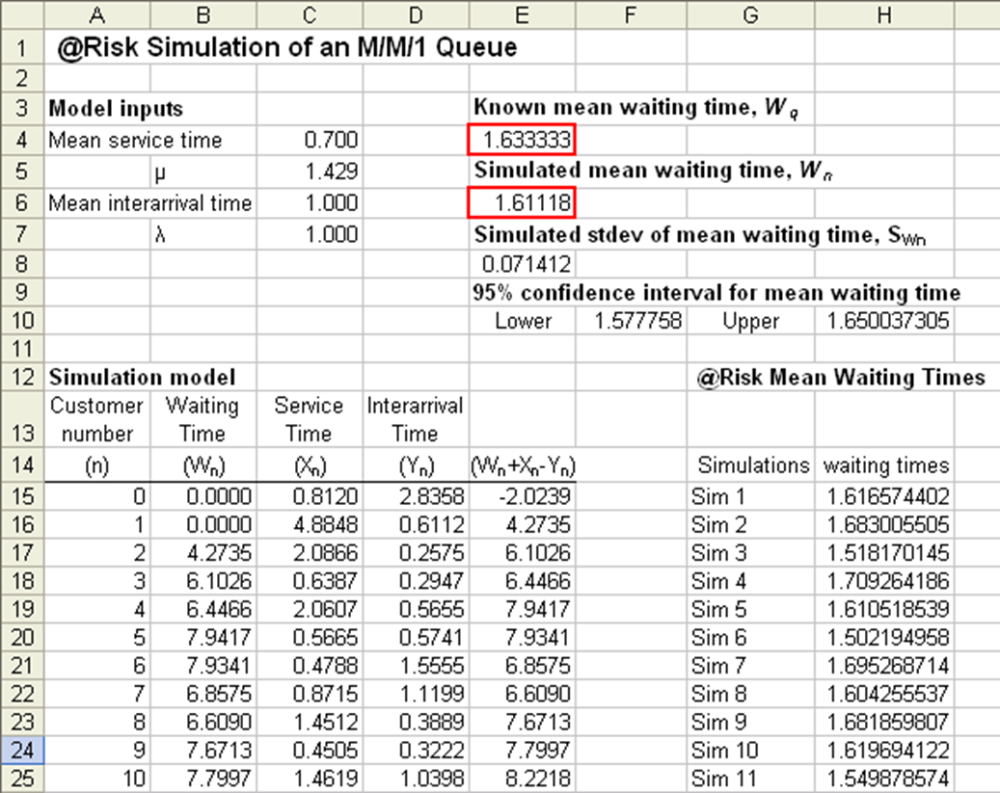 A B C D E F G H
1 @Risk Simulation of an M/M/1 Queue
2
3 Model inputs Known mean waiting time, Wq
4 Mean service time 0.700 1.633333
5 μ 1.429 Simulated mean waiting time, Wn
6 Mean interarrival time 1.000 1.61118
7 λ 1.000 Simulated stdev of mean waiting time, SWn
8 0.071412
9 95% confidence interval for mean waiting time
10 Lower 1.577758 Upper 1.650037305
11
12 Simulation model @Risk Mean Waiting Times
Customer Waiting Service Interarrival
13 number Time Time Time
14 (n) (Wn) (Xn) (Yn) (Wn+Xn-Yn) Simulations waiting times
15 0 0.0000 0.8120 2.8358 -2.0239 Sim 1 1.616574402
16 1 0.0000 4.8848 0.6112 4.2735 Sim 2 1.683005505
17 2 4.2735 2.0866 0.2575 6.1026 Sim 3 1.518170145
18 3 6.1026 0.6387 0.2947 6.4466 Sim 4 1.709264186
19 4 6.4466 2.0607 0.5655 7.9417 Sim 5 1.610518539
20 5 7.9417 0.5665 0.5741 7.9341 Sim 6 1.502194958
21 6 7.9341 0.4788 1.5555 6.8575 Sim 7 1.695268714
22 7 6.8575 0.8715 1.1199 6.6090 Sim 8 1.604255537
23 8 6.6090 1.4512 0.3889 7.6713 Sim 9 1.681859807
24 9 7.6713 0.4505 0.3222 7.7997 Sim 10 1.619694122
25 10 7.7997 1.4619 1.0398 8.2218 Sim 11 1.549878574